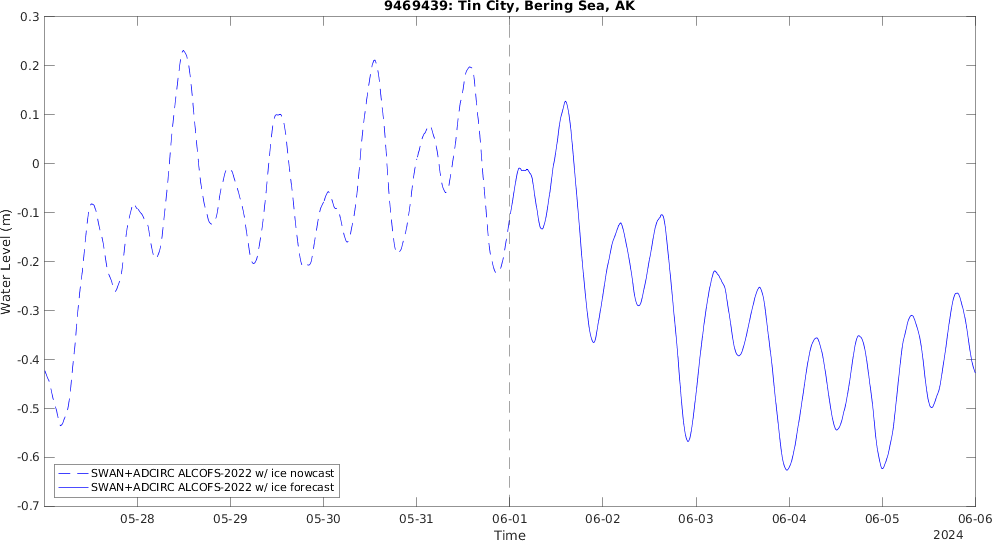 9469439: Tin City, Bering Sea, AK
0.3
0.2
0.1
0
-0.1
-0.2
-0.3
-0.4
-0.5
-0.6
-0.7
Water Level (m)
SWAN+ADCIRC ALCOFS-2022 w/ ice nowcast
SWAN+ADCIRC ALCOFS-2022 w/ ice forecast
05-28 05-29 05-30 05-31 06-01 06-02 06-03 06-04 06-05 06-06
Time
2024